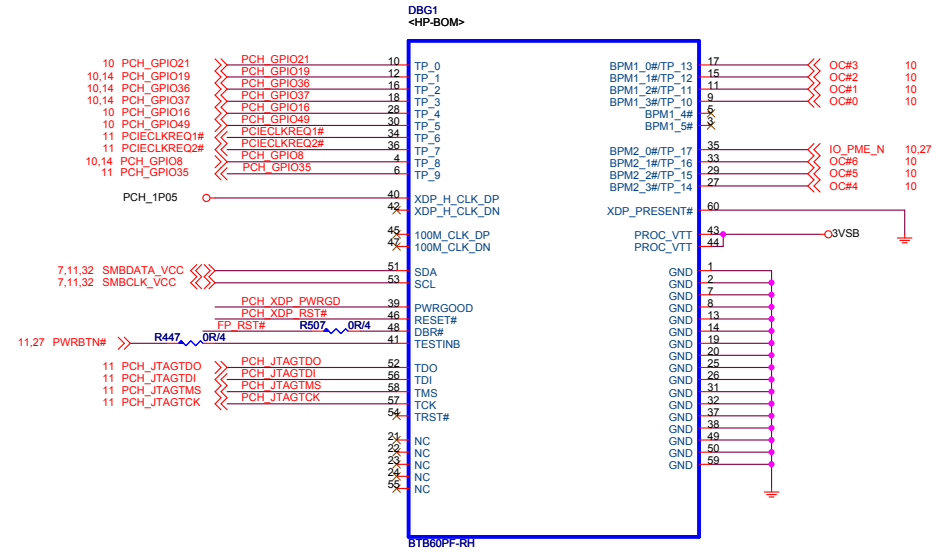 DBG1
<HP-BOM>
10 PCH_GPIO21 PCH_GPIO21 10 TP_0 BPM1_0#/TP_13 17 OC#3 10
10,14 PCH_GPIO19 PCH_GPIO19 12 TP_1 BPM1_1#/TP_12 15 OC#2 10
10,14 PCH_GPIO36 PCH_GPIO36 16 TP_2 BPM1_2#/TP_11 11 OC#1 10
10,14 PCH_GPIO37 PCH_GPIO37 18 TP_3 BPM1_3#/TP_10 9 OC#0 10
10 PCH_GPIO16 PCH_GPIO16 28 TP_4 BPM1_4# 5
10 PCH_GPIO49 PCH_GPIO49 30 TP_5 BPM1_5# 3
11 PCIECLKREQ1# PCIECLKREQ1# 34 TP_6
11 PCIECLKREQ2# PCIECLKREQ2# 36 TP_7 BPM2_0#/TP_17 35 IO_PME_N 10,27
10,14 PCH_GPIO8 PCH_GPIO8 4 TP_8 BPM2_1#/TP_16 33 OC#6 10
11 PCH_GPIO35 PCH_GPIO35 6 TP_9 BPM2_2#/TP_15 29 OC#5 10
BPM2_3#/TP_14 27 OC#4 10
PCH_1P05 40 XDP_H_CLK_DP
42 XDP_H_CLK_DN XDP_PRESENT# 60
45 100M_CLK_DP PROC_VTT 43 3VSB
47 100M_CLK_DN PROC_VTT 44
7,11,32 SMBDATA_VCC 51 SDA GND 1
7,11,32 SMBCLK_VCC 53 SCL GND 2
GND 7
PCH_XDP_PWRGD 39 PWRGOOD GND 8
PCH_XDP_RST# 46 RESET# GND 13
FP_RST# R507 0R/4 48 DBR# GND 14
11,27 PWRBTN# R447 0R/4 41 TESTINB GND 19
GND 20
11 PCH_JTAGTDO PCH_JTAGTDO 52 TDO GND 25
11 PCH_JTAGTDI PCH_JTAGTDI 56 TDI GND 26
11 PCH_JTAGTMS PCH_JTAGTMS 58 TMS GND 31
11 PCH_JTAGTCK PCH_JTAGTCK 57 TCK GND 32
54 TRST# GND 37
GND 38
21 NC GND 49
22 NC GND 50
23 NC GND 59
24 NC
55 NC
BTB60PF-RH